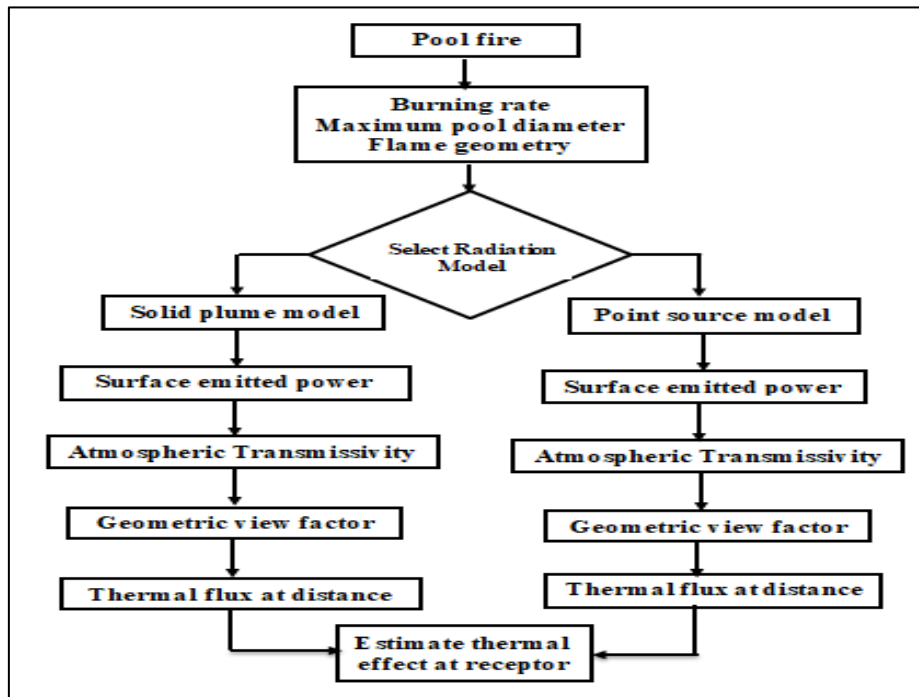 Pool fire
Burning rate
Maximum pool diameter
Flame geometry
Select Radiation
Model
Solid plume model
Surface emitted power
Atmospheric Transmissivity
Geometric view factor
Thermal flux at distance
Point source model
Surface emitted power
Atmospheric Transmissivity
Geometric view factor
Thermal flux at distance
Estimate thermal
effect at receptor